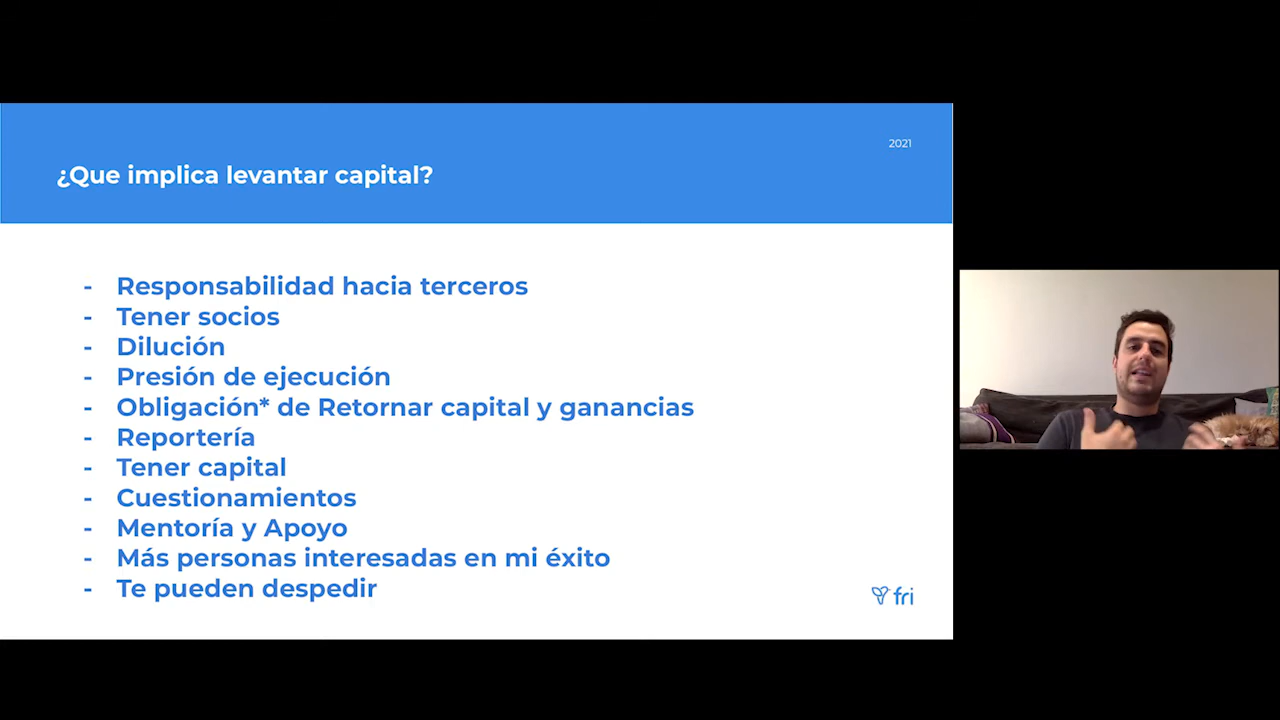 2021
¿Que implica levantar capital?
- Responsabilidad hacia terceros
- Tener socios
- Dilución
- Presión de ejecución
- Obligación* de Retornar capital y ganancias
- Reportería
- Tener capital
- Cuestionamientos
- Mentoría y Apoyo
- Más personas interesadas en mi éxito
- Te pueden despedir
fri